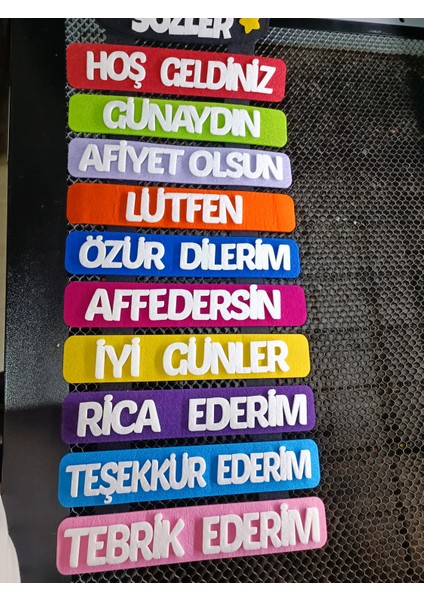 SÖZLER
HOŞ GELDİNİZ
GÜNAYDIN
AFİYET OLSUN
LÜTFEN
ÖZÜR DİLERİM
AFFEDERSİN
İYİ GÜNLER
RİCA EDERİM
TEŞEKKÜR EDERİM
TEBRİK EDERİM